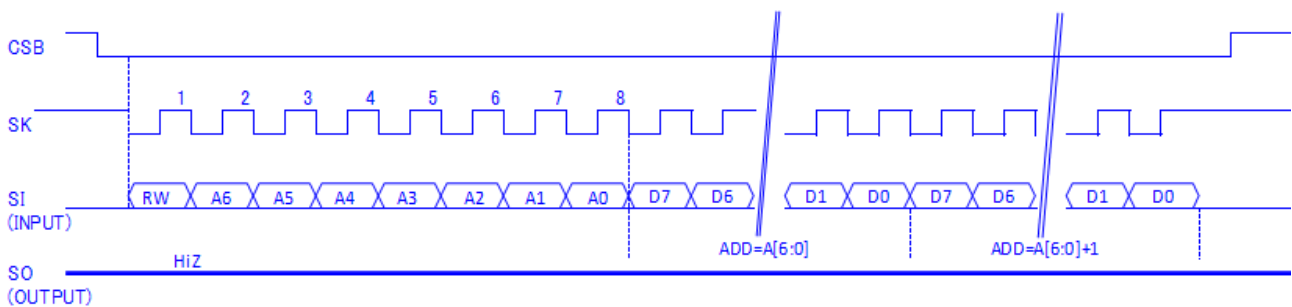 CSB
1 2 3 4 5 6 7 8
SK
SI RW A6 A5 A4 A3 A2 A1 A0 D7 D6 D1 D0 D7 D6 D1 D0
(INPUT)
ADD=A[6:0] ADD=A[6:0]+1
HiZ
SO
(OUTPUT)